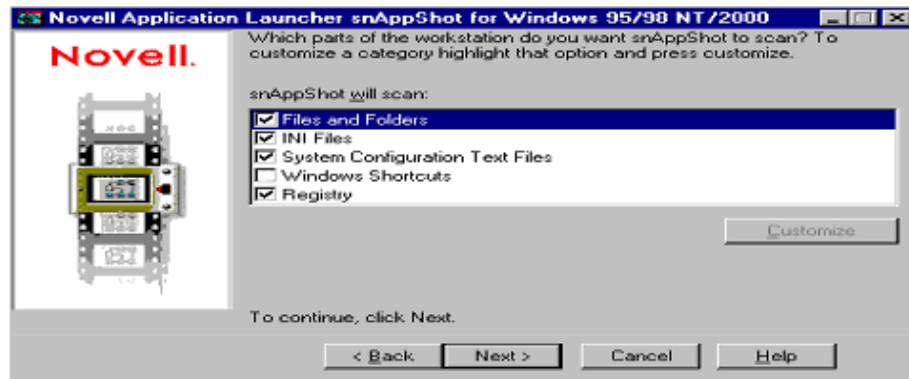 Novell Application Launcher snAppShot for Windows 95/98 NT/2000
Novell.
Which parts of the workstation do you want snAppShot to scan? To
customize a category highlight that option and press customize.
snAppShot will scan:
Files and Folders
INI Files
System Configuration Text Files
Windows Shortcuts
Registry
Customize
To continue, click Next.
< Back
Next >
Cancel
Help